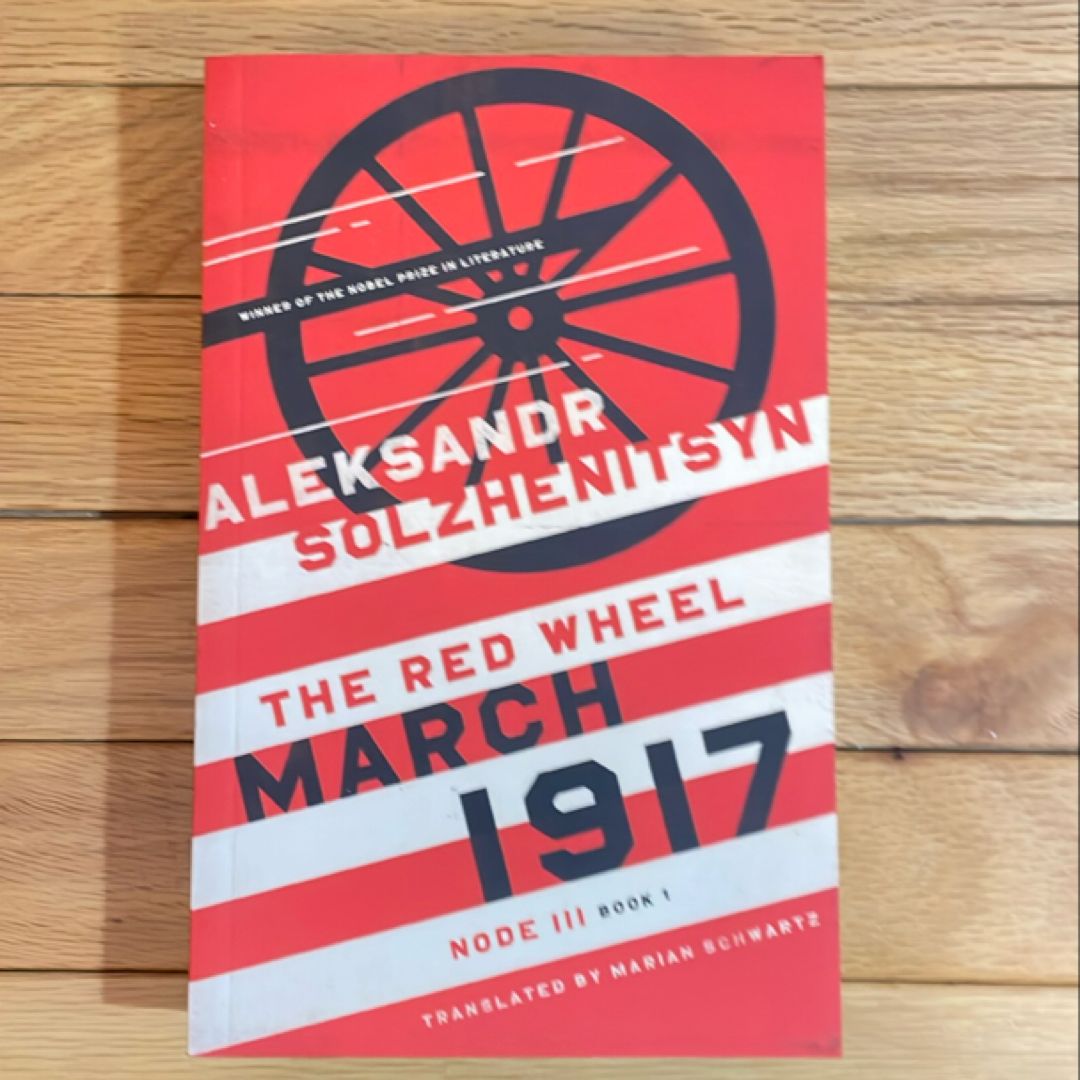 WINNER OF THE NOBEL PRIZE IN LITERATURE
ALEKSANDR
SOLZHENITSYN
THE RED WHEEL
MARCH
1917
NODE III BOOK 1
TRANSLATED BY MARIAN SCHWARTZ